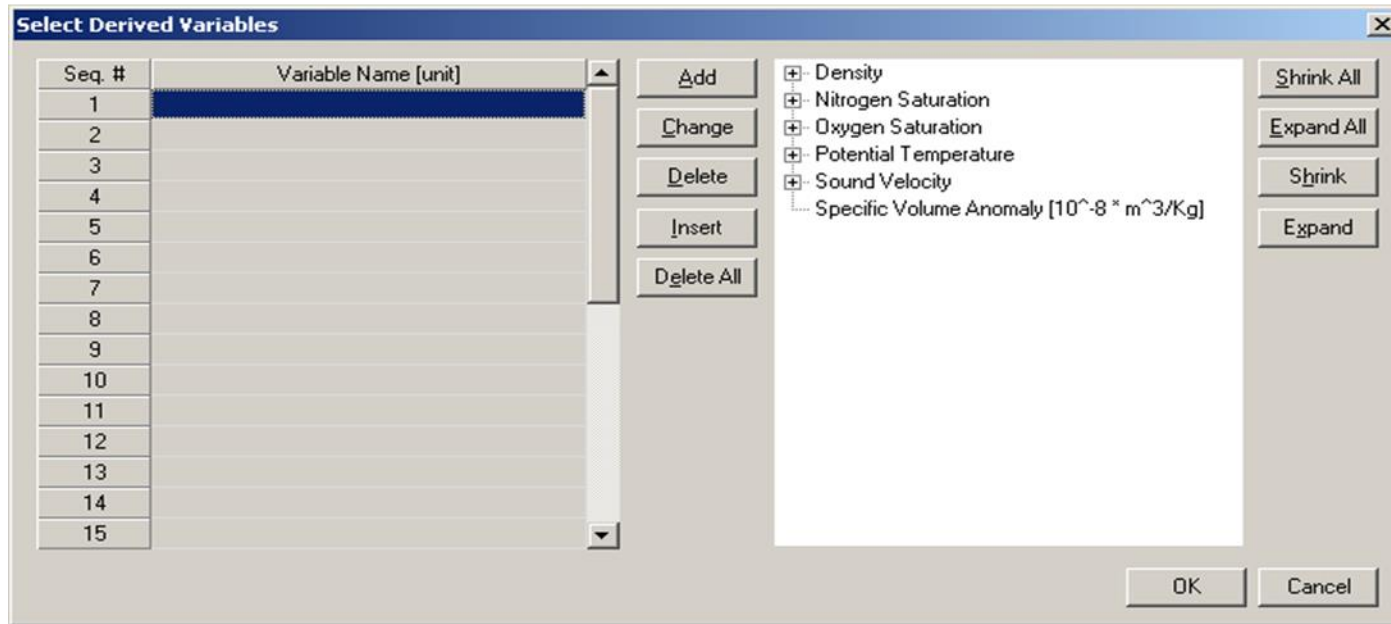 Select Derived Variables
Seq. # Variable Name [unit]
1
2
3
4
5
6
7
8
9
10
11
12
13
14
15
Add
Change
Delete
Insert
Delete All
Density
Nitrogen Saturation
Oxygen Saturation
Potential Temperature
Sound Velocity
Specific Volume Anomaly [10^-8 * m^3/Kg]
Shrink All
Expand All
Shrink
Expand
OK Cancel